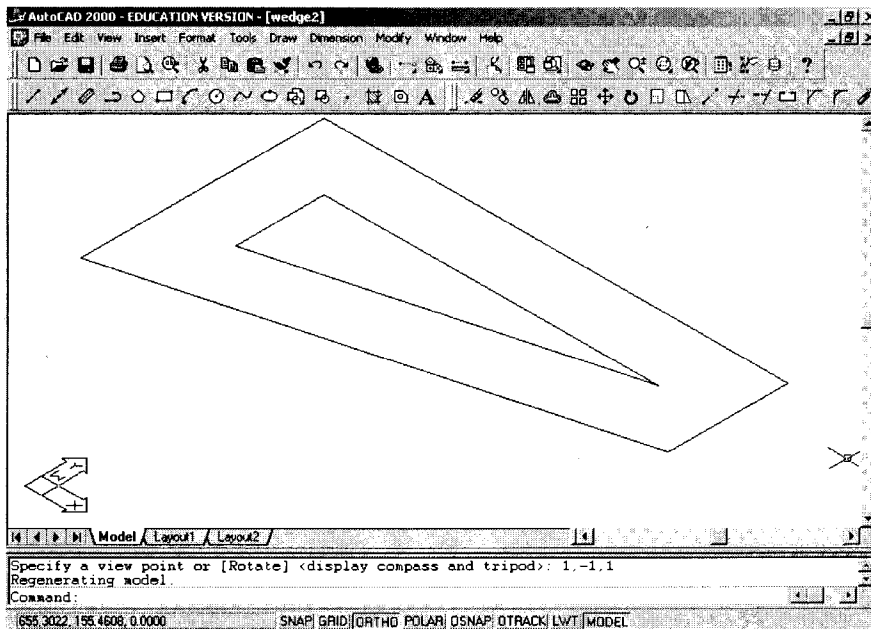 AutoCAD 2000 - EDUCATION VERSION - [wedge2]
File Edit View Insert Format Tools Draw Dimension Modify Window Help
A
Model Layout1 Layout2
Specify a view point or [Rotate] <display compass and tripod>: 1,-1,1
Regenerating model.
Command:
655.3022, 155.4608, 0.0000 SNAP GRID ORTHO POLAR OSNAP OTRACK LWT MODEL